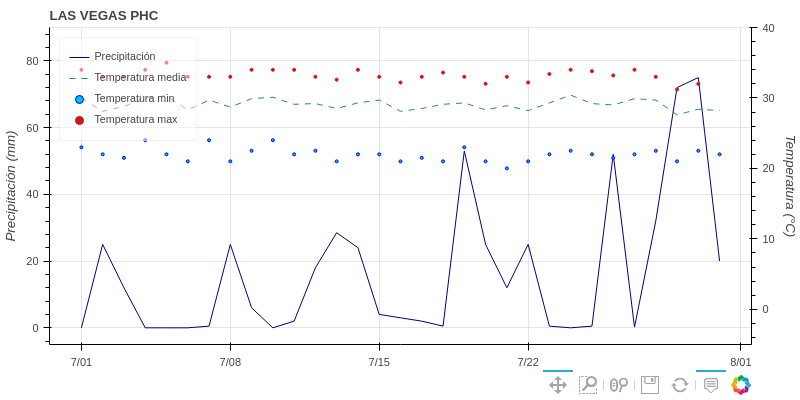 LAS VEGAS PHC
Precipitación
Temperatura media
Temperatura min
Temperatura max
Precipitación (mm)
80
60
40
20
0
40
30
20
10
0
Temperatura (°C)
7/01 7/08 7/15 7/22 8/01